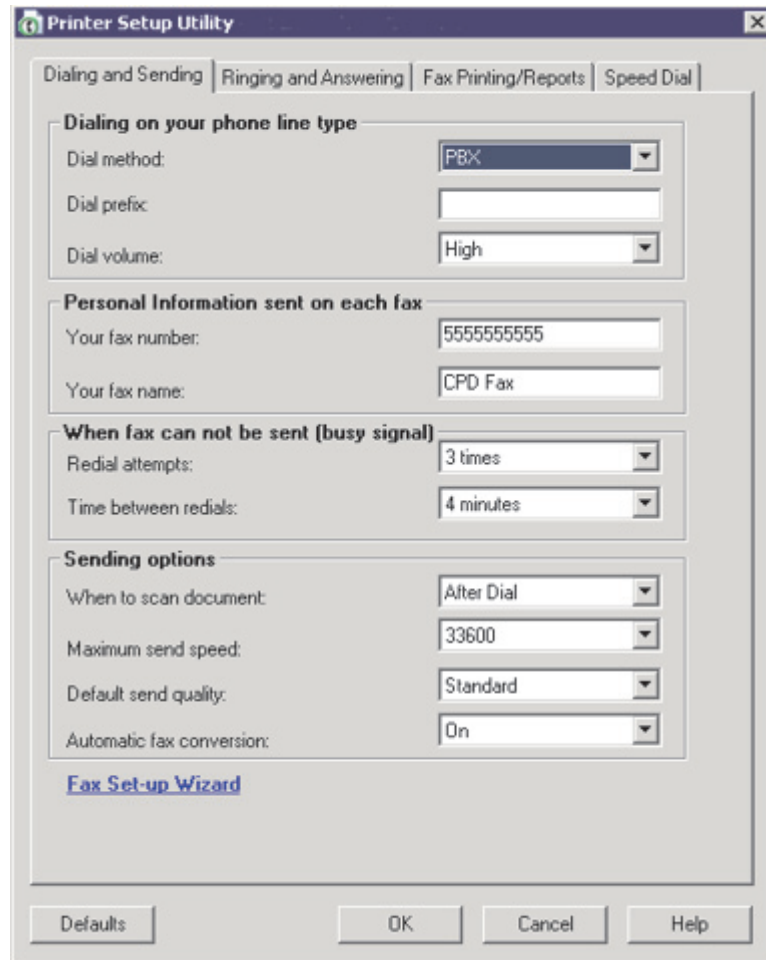 Printer Setup Utility
Dialing and Sending Ringing and Answering Fax Printing/Reports Speed Dial
Dialing on your phone line type
Dial method: PBX
Dial prefix:
Dial volume: High
Personal Information sent on each fax
Your fax number: 5555555555
Your fax name: CPD Fax
When fax can not be sent (busy signal)
Redial attempts: 3 times
Time between redials: 4 minutes
Sending options
When to scan document: After Dial
Maximum send speed: 33600
Default send quality: Standard
Automatic fax conversion: On
Fax Set-up Wizard
Defaults OK Cancel Help